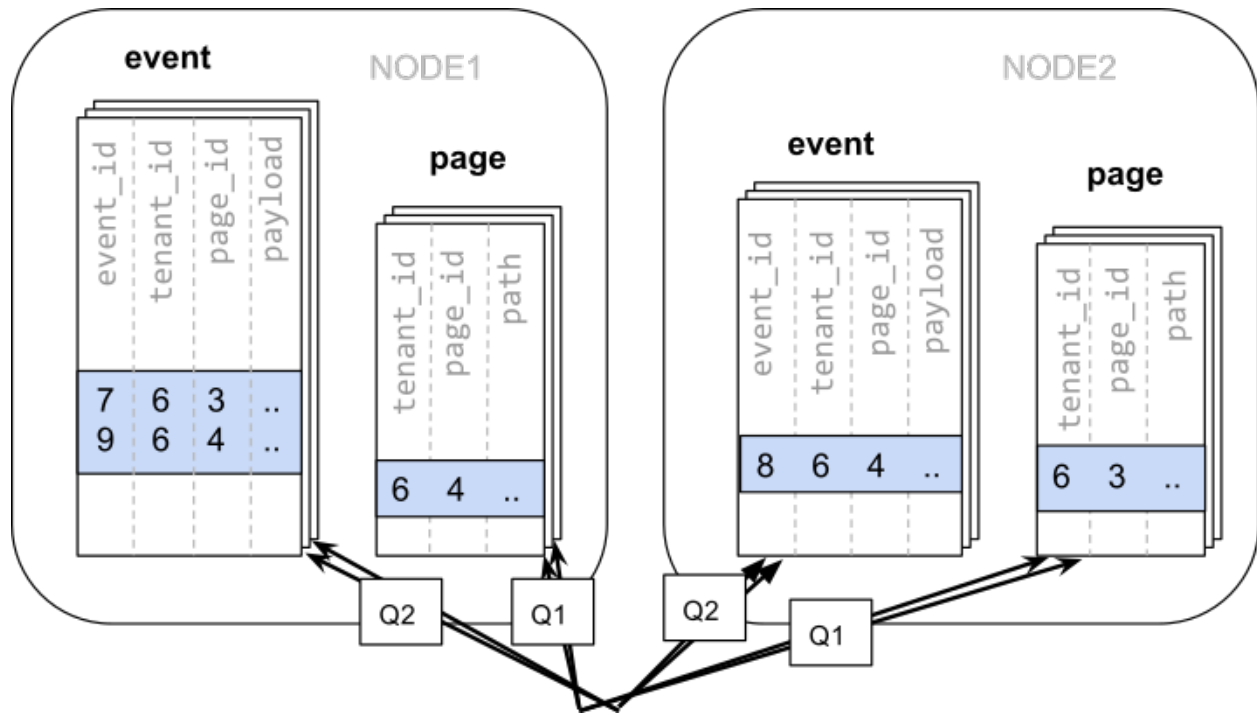 event
NODE1
event_id
tenant_id
page_id
payload
7 6 3 ..
9 6 4 ..
page
tenant_id
page_id
path
6 4 ..
NODE2
event
event_id
tenant_id
page_id
payload
8 6 4 ..
page
tenant_id
page_id
path
6 3 ..
Q2
Q1
Q2
Q1